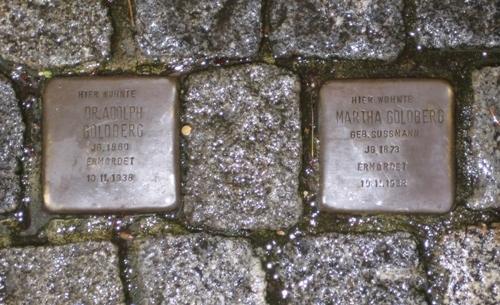 HIER WOHNTE
DR. ADOLPH
GOLDBERG
JG. 1860
ERMORDET
10.11.1938
HIER WOHNTE
MARTHA GOLDBERG
GEB. SUSSMANN
JG 1873
ERMORDET
10.11.1938